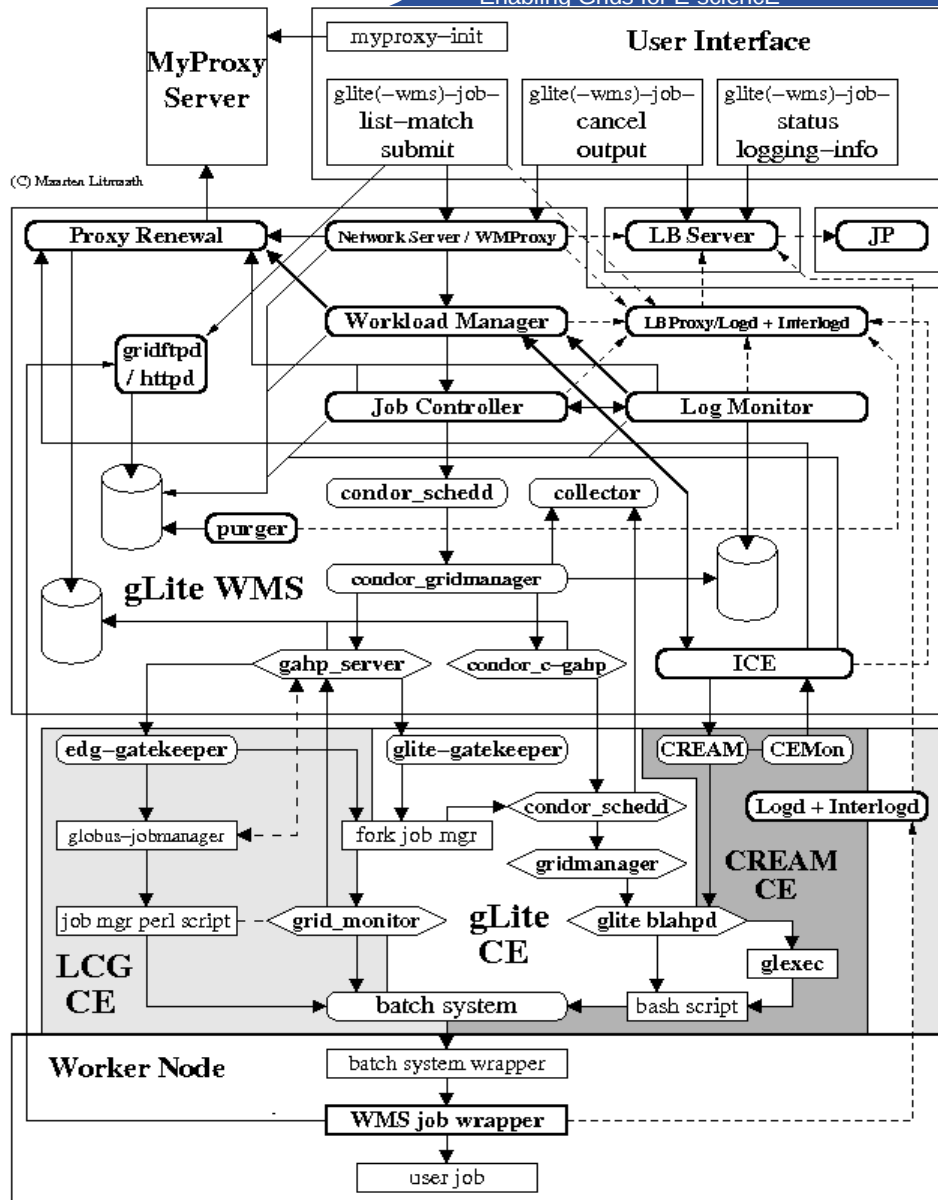 Enabling Grids for E-sciencE
myproxy-init
User Interface
MyProxy
Server
glite(-wms)-job-
list-match
submit
glite(-wms)-job-
cancel
output
glite(-wms)-job-
status
logging-info
(C) Maarten Litmaath
Proxy Renewal
Network Server / WMProxy
LB Server
JP
Workload Manager
LBProxy/Logd + Interlogd
gridftpd
/ httpd
Job Controller
Log Monitor
condor_schedd
collector
purger
condor_gridmanager
gLite WMS
gahp_server
condor_c-gahp
ICE
edg-gatekeeper
glite-gatekeeper
CREAM
CEMon
condor_schedd
Logd + Interlogd
globus-jobmanager
fork job mgr
gridmanager
CREAM
CE
job mgr perl script
grid_monitor
gLite
CE
glite blahpd
LCG
CE
glexec
batch system
bash script
Worker Node
batch system wrapper
WMS job wrapper
user job